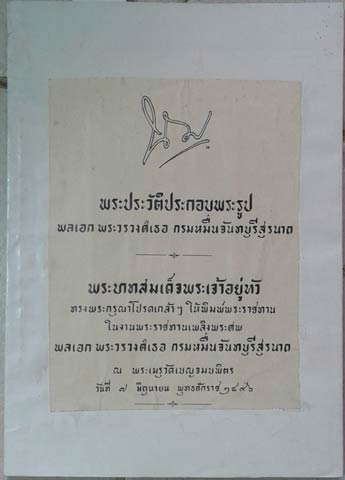 พระประวัติประกอบพระรูป
พลเอก พระวรวงศ์เธอ กรมหมื่นจันทบุรีสุรนาถ
พระบาทสมเด็จพระเจ้าอยู่หัว
ทรงพระกรุณาโปรดเกล้าฯ ให้พิมพ์พระราชทาน
ในงานพระราชทานเพลิงพระศพ
พลเอก พระวรวงศ์เธอ กรมหมื่นจันทบุรีสุรนาถ
ณ พระเมรุวัดเบญจมบพิตร
วันที่ ๗ มิถุนายน พุทธศักราช ๒๔๙๖